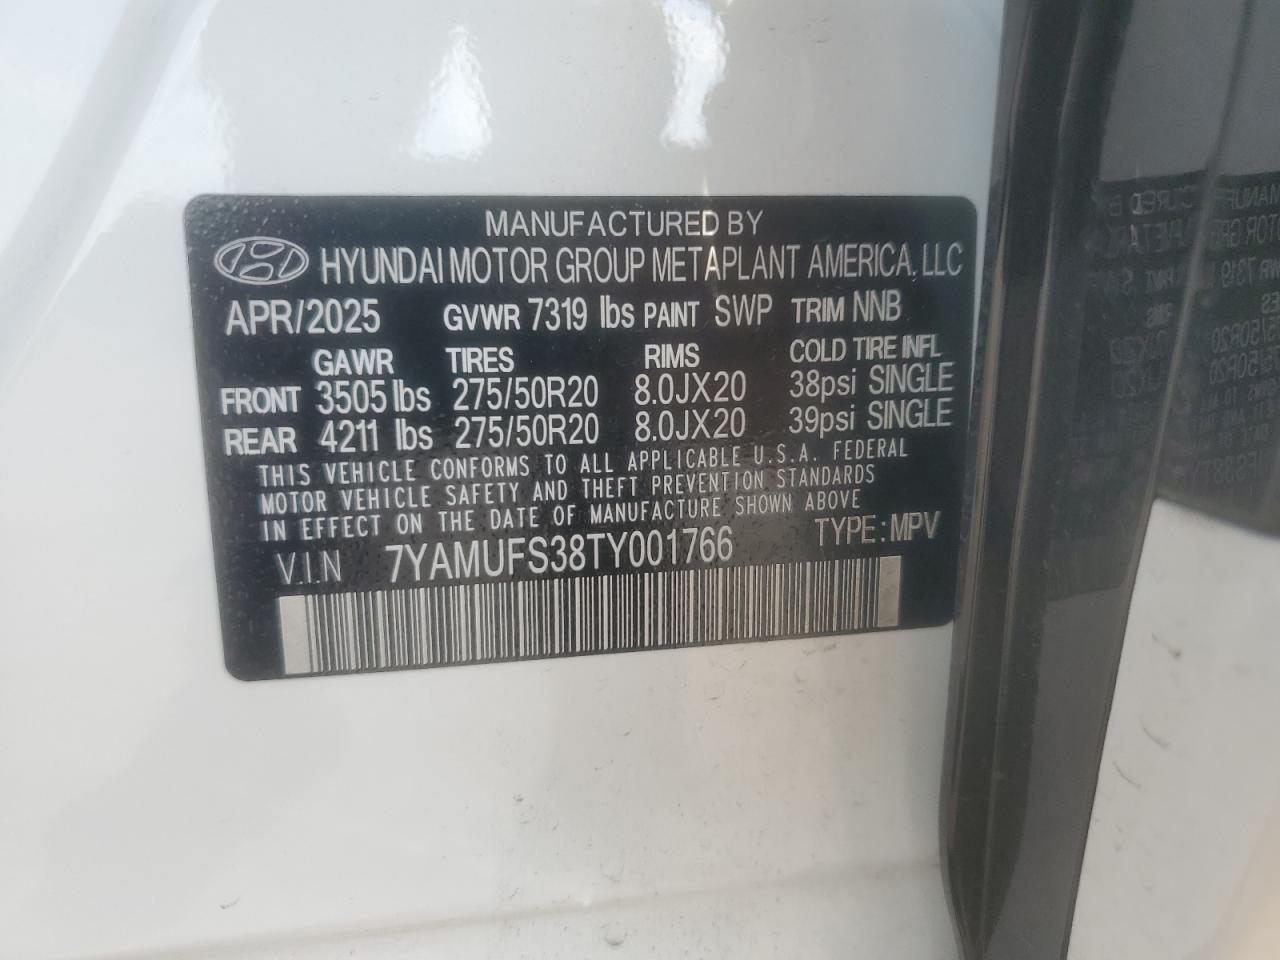 MANUFACTURED BY
HYUNDAI MOTOR GROUP METAPLANT AMERICA, LLC
APR/2025 GVWR 7319 lbs PAINT SWP TRIM NNB
GAWR TIRES RIMS COLD TIRE INFL
FRONT 3505 lbs 275/50R20 8.0JX20 38psi SINGLE
REAR 4211 lbs 275/50R20 8.0JX20 39psi SINGLE
THIS VEHICLE CONFORMS TO ALL APPLICABLE U.S.A. FEDERAL
MOTOR VEHICLE SAFETY AND THEFT PREVENTION STANDARDS
IN EFFECT ON THE DATE OF MANUFACTURE SHOWN ABOVE
V.I.N 7YAMUFS38TY001766 TYPE : MPV